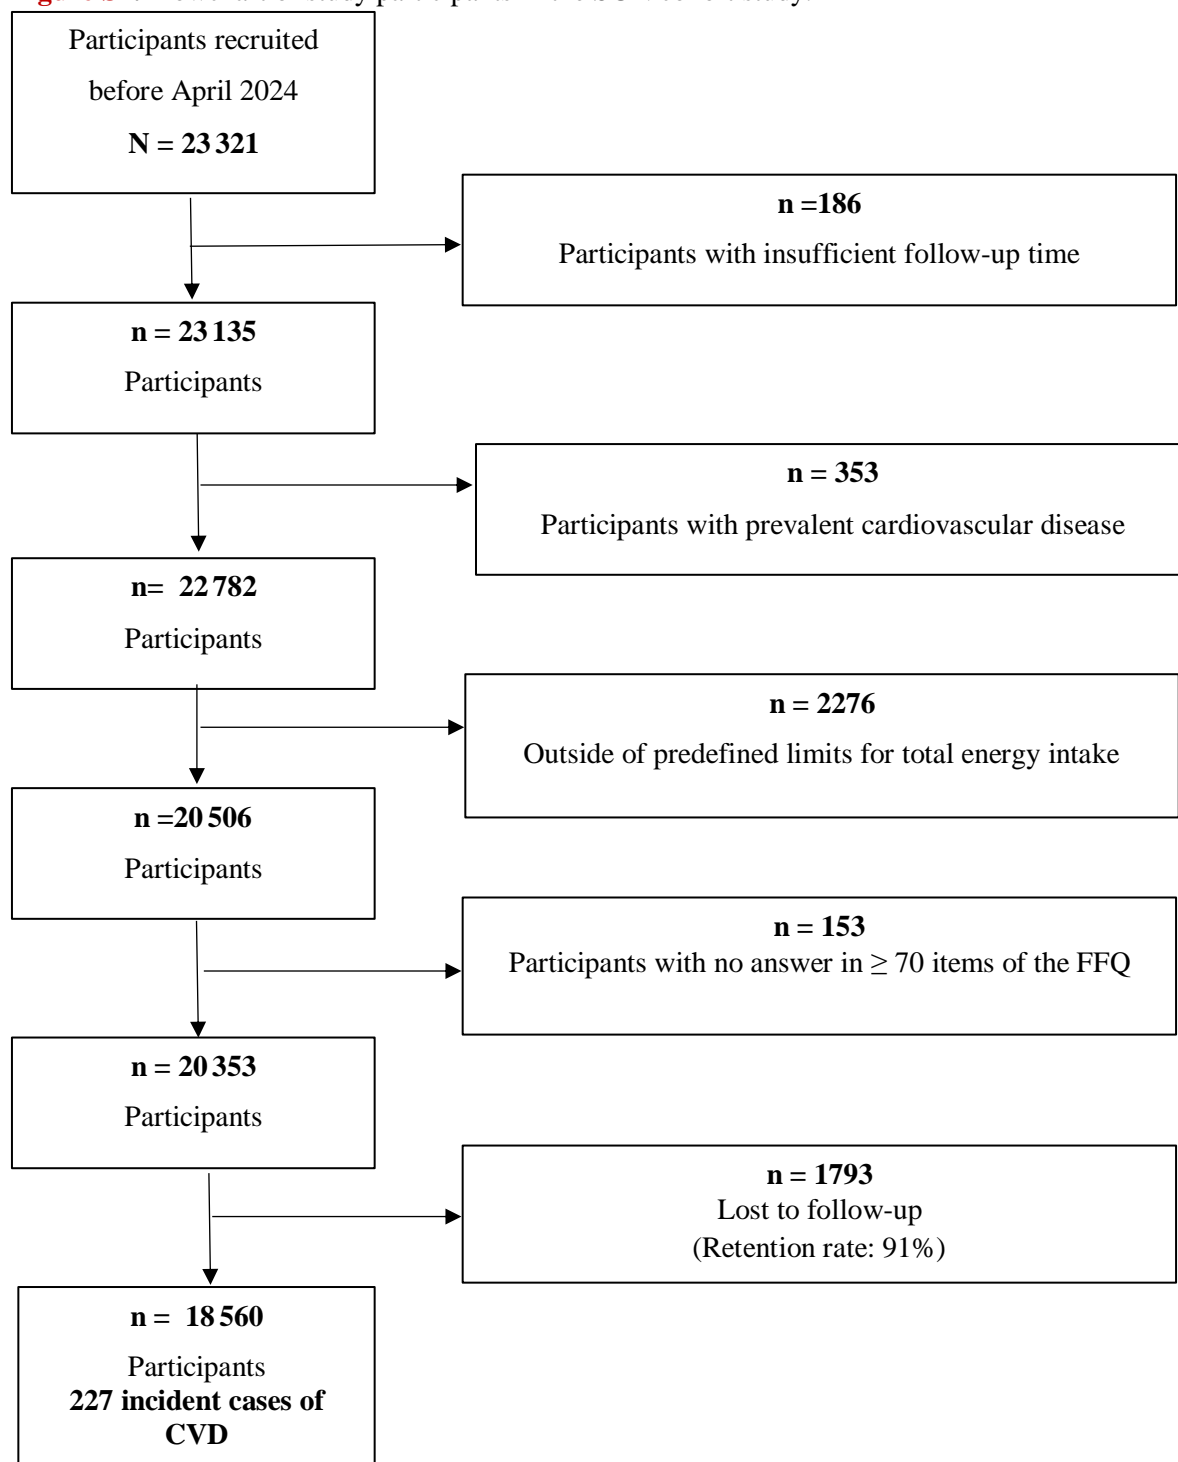 Participants recruited
before April 2024
N = 23 321
n =186
Participants with insufficient follow-up time
n = 23 135
Participants
n = 353
Participants with prevalent cardiovascular disease
n= 22 782
Participants
n = 2276
Outside of predefined limits for total energy intake
n =20 506
Participants
n = 153
Participants with no answer in ≥ 70 items of the FFQ
n = 20 353
Participants
n = 1793
Lost to follow-up
(Retention rate: 91%)
n = 18 560
Participants
227 incident cases of
CVD